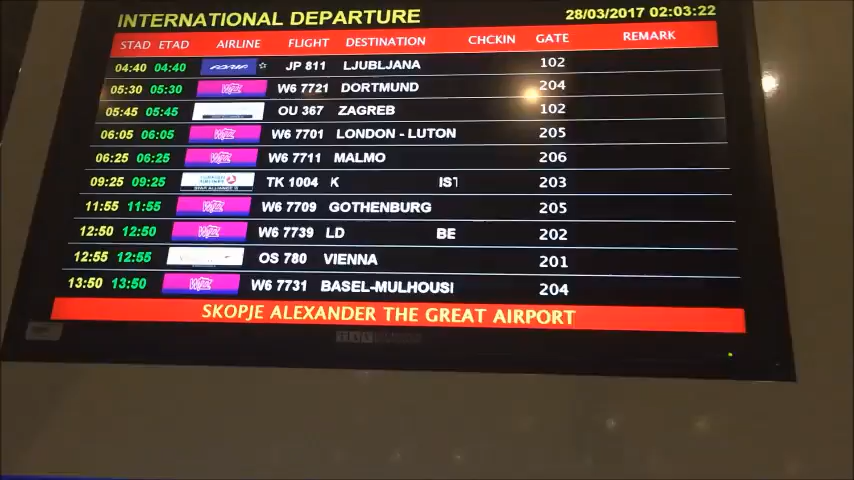 INTERNATIONAL DEPARTURE 28/03/2017 02:03:22
STAD ETAD AIRLINE FLIGHT DESTINATION CHCKIN GATE REMARK
04:40 04:40 JP 811 LJUBLJANA 102
05:30 05:30 W6 7721 DORTMUND 204
05:45 05:45 OU 367 ZAGREB 102
06:05 06:05 W6 7701 LONDON - LUTON 205
06:25 06:25 W6 7711 MALMO 206
09:25 09:25 TURKISH AIRLINES TK 1004 K IST 203
11:55 11:55 W6 7709 GOTHENBURG 205
12:50 12:50 W6 7739 LD BE 202
12:55 12:55 OS 780 VIENNA 201
13:50 13:50 W6 7731 BASEL-MULHOUSI 204
SKOPJE ALEXANDER THE GREAT AIRPORT